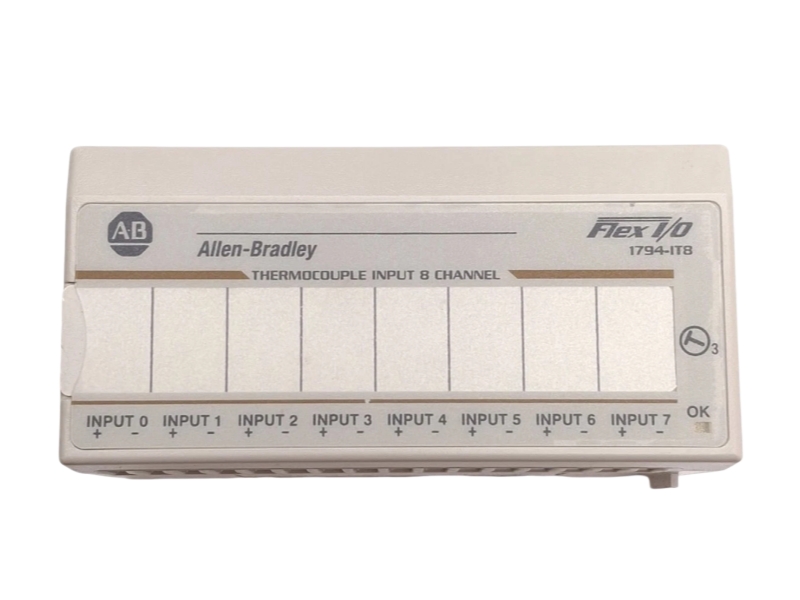 AB
Allen-Bradley
Flex I/O
1794-IT8
THERMOCOUPLE INPUT 8 CHANNEL
3
OK
INPUT 0 INPUT 1 INPUT 2 INPUT 3 INPUT 4 INPUT 5 INPUT 6 INPUT 7
+ - + - + - + - + - + - + - + -